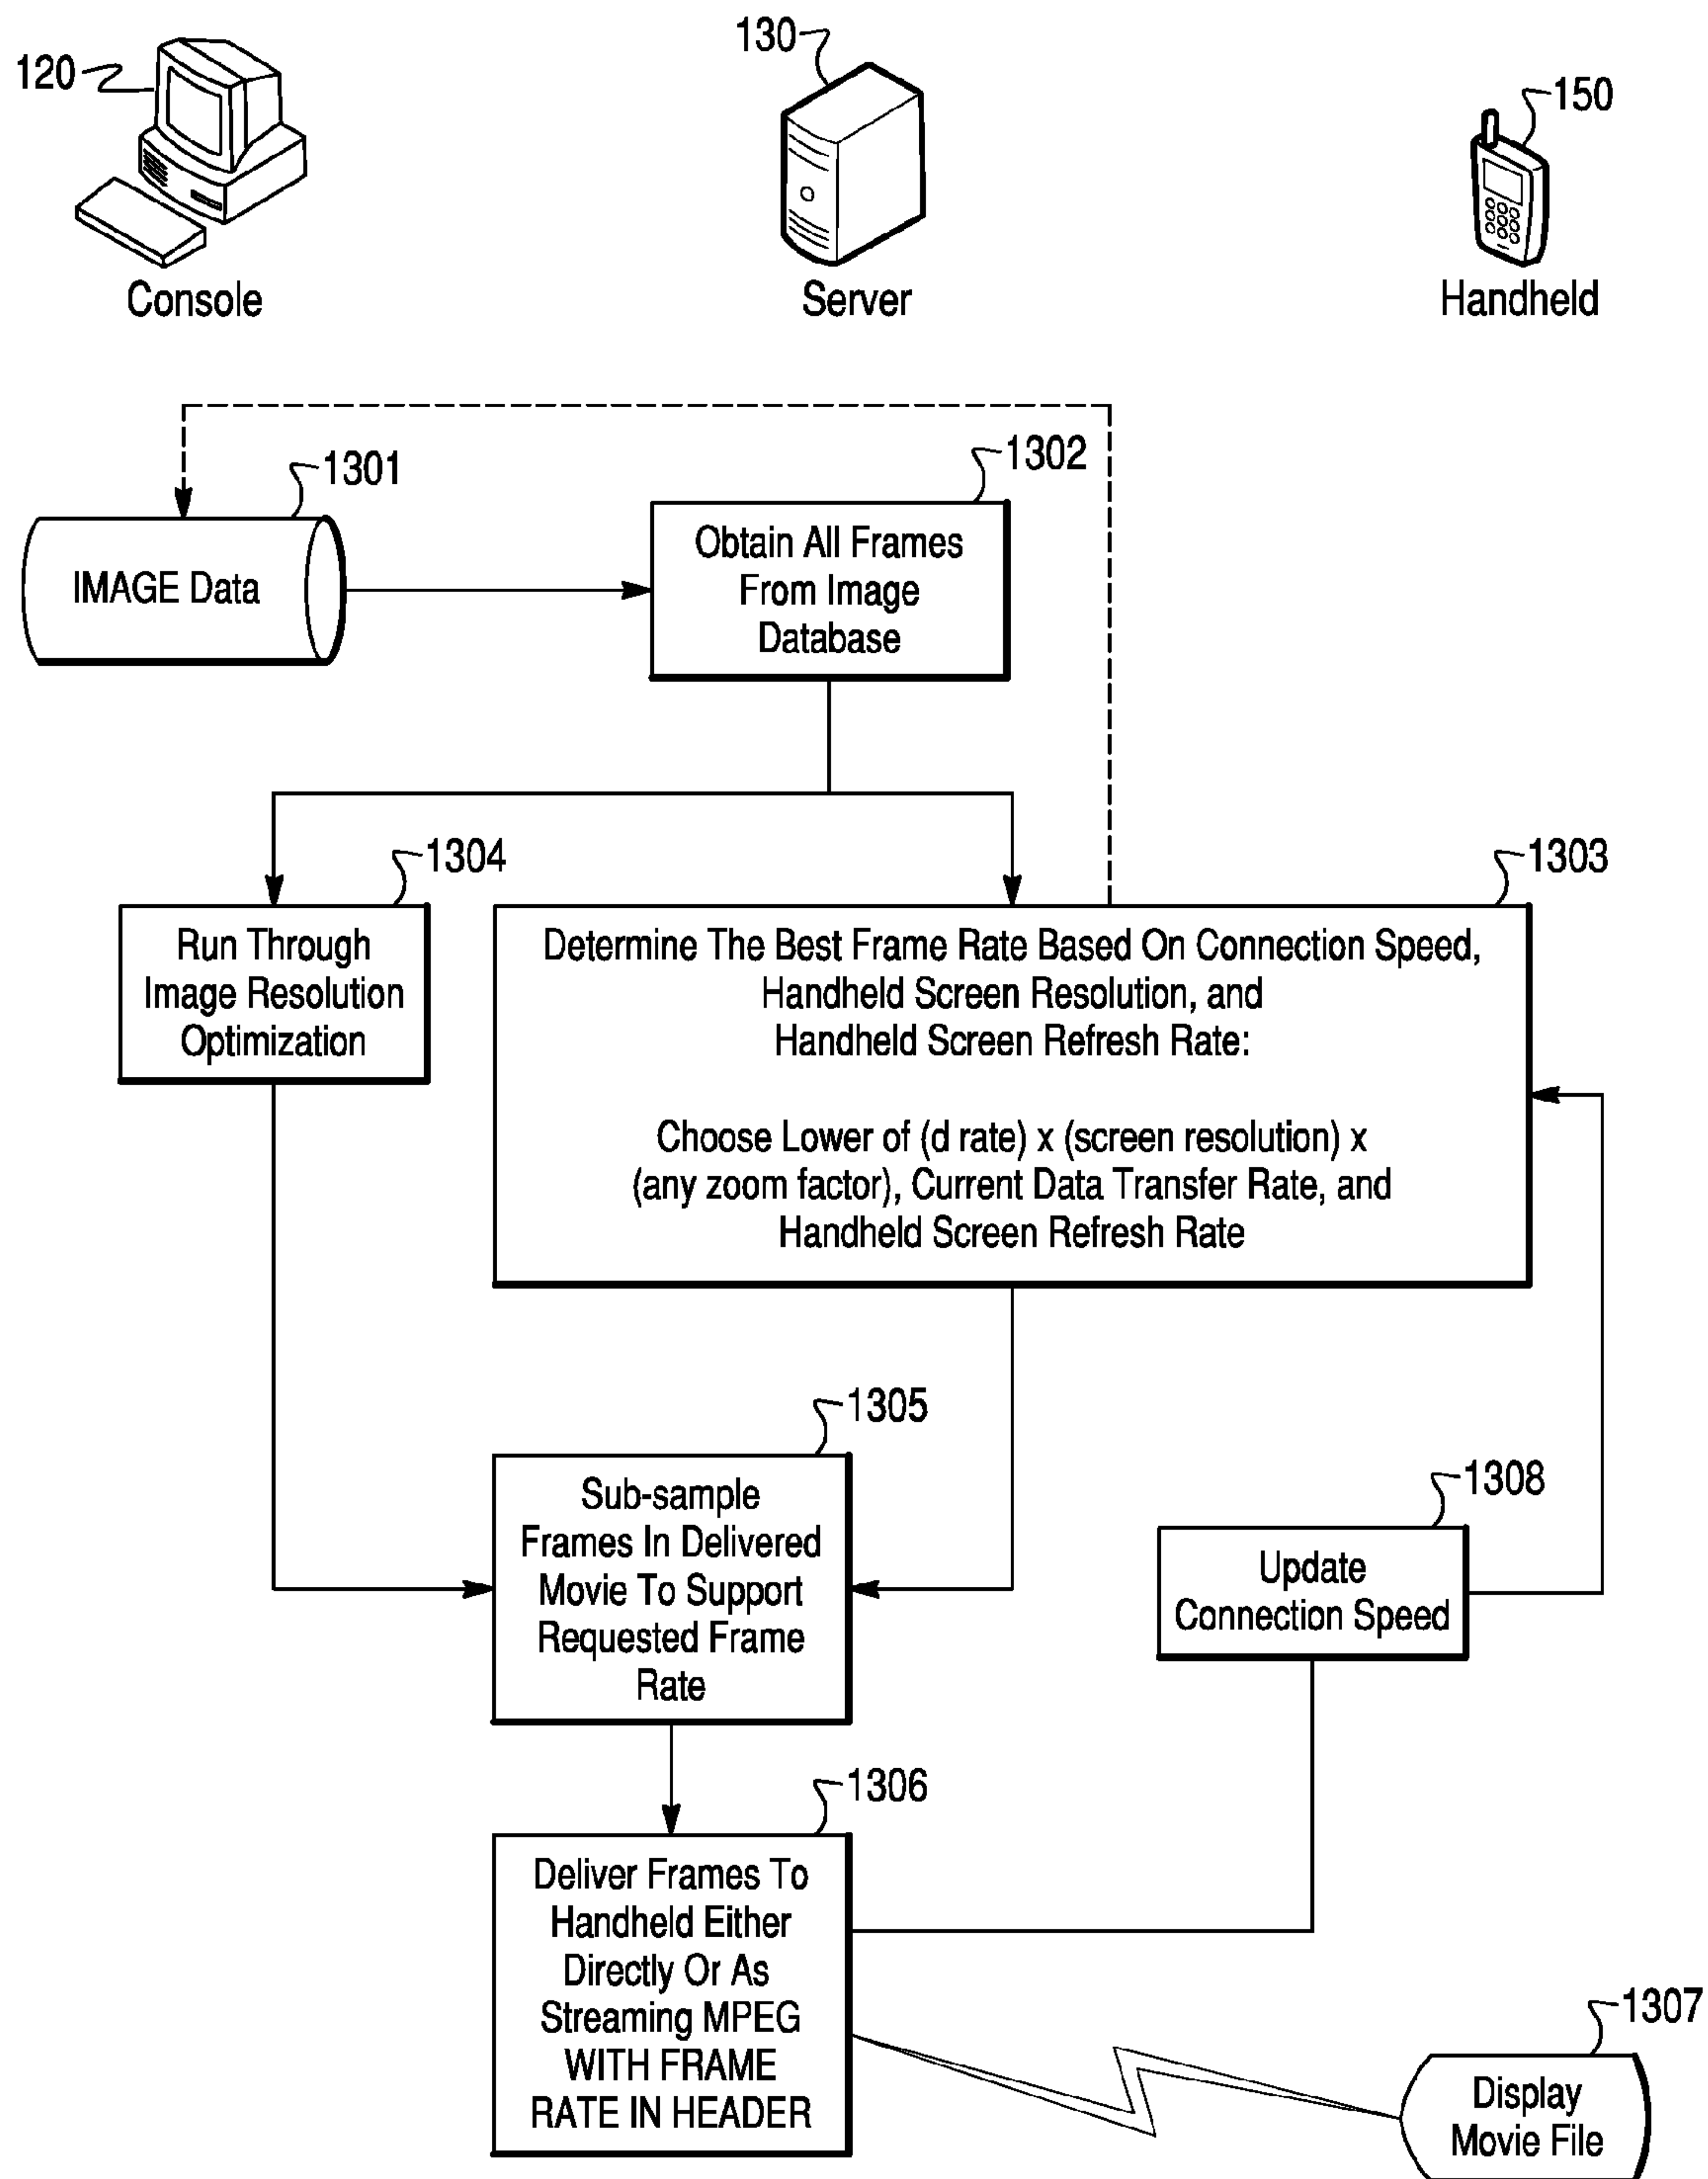 120
130
150
Console
Server
Handheld
1301
1302
IMAGE Data
Obtain All Frames
From Image
Database
1304
1303
Run Through
Image Resolution
Optimization
Determine The Best Frame Rate Based On Connection Speed,
Handheld Screen Resolution, and
Handheld Screen Refresh Rate:
Choose Lower of (d rate) x (screen resolution) x
(any zoom factor), Current Data Transfer Rate, and
Handheld Screen Refresh Rate
1305
Sub-sample
Frames In Delivered
Movie To Support
Requested Frame
Rate
1308
Update
Connection Speed
1306
Deliver Frames To
Handheld Either
Directly Or As
Streaming MPEG
WITH FRAME
RATE IN HEADER
1307
Display
Movie File